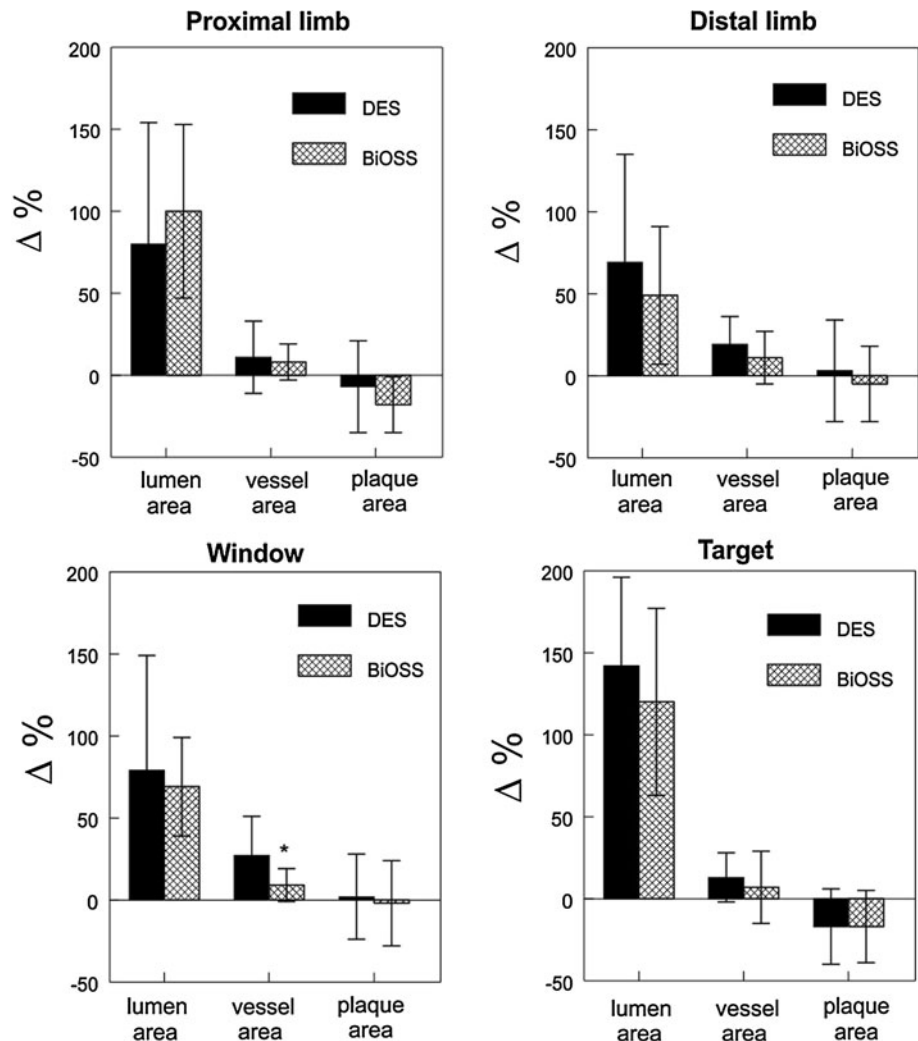 Proximal limb
200
150
100
50
0
-50
Δ %
DES
BiOSS
lumen area
vessel area
plaque area
Distal limb
200
150
100
50
0
-50
Δ %
DES
BiOSS
lumen area
vessel area
plaque area
Window
200
150
100
50
0
-50
Δ %
DES
BiOSS
*
lumen area
vessel area
plaque area
Target
200
150
100
50
0
-50
Δ %
DES
BiOSS
lumen area
vessel area
plaque area